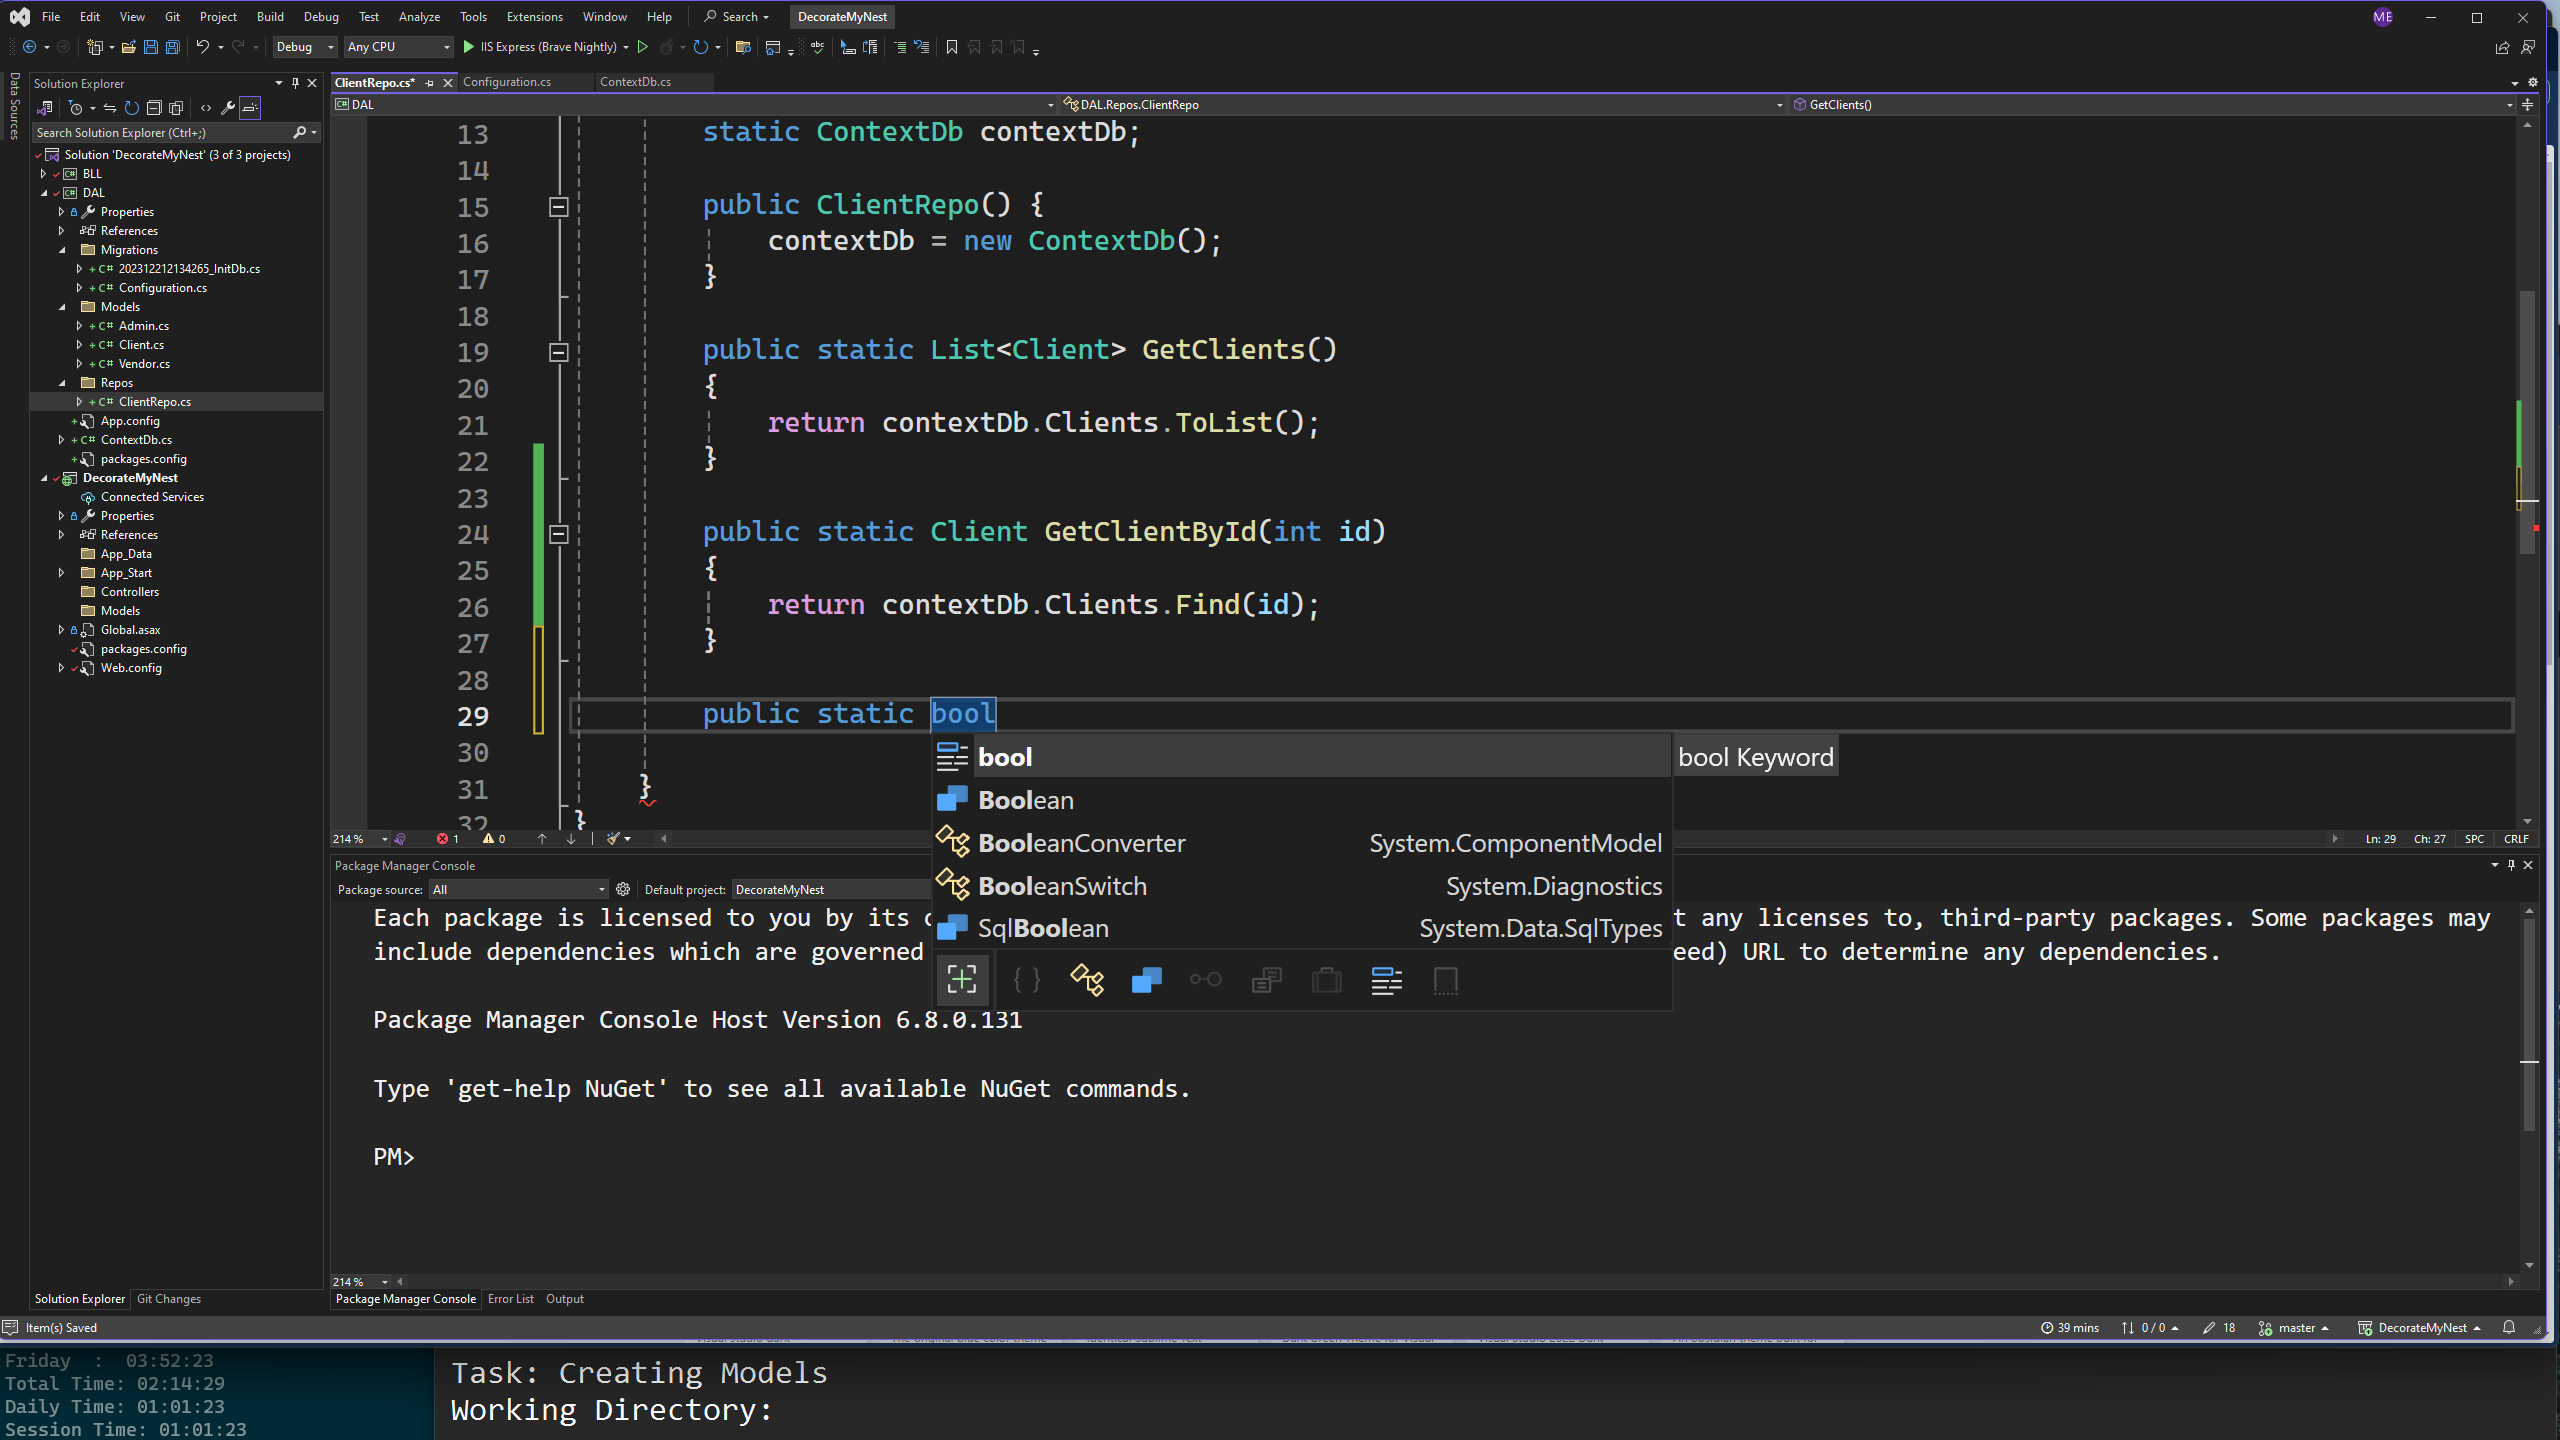 File Edit View Git Project Build Debug Test Analyze Tools Extensions Window Help Search DecorateMyNest ME
Debug Any CPU IIS Express (Brave Nightly)
Data Sources
Solution Explorer
Search Solution Explorer (Ctrl+;)
Solution 'DecorateMyNest' (3 of 3 projects)
BLL
DAL
Properties
References
Migrations
202312212134265_InitDb.cs
Configuration.cs
Models
Admin.cs
Client.cs
Vendor.cs
Repos
ClientRepo.cs
App.config
ContextDb.cs
packages.config
DecorateMyNest
Connected Services
Properties
References
App_Data
App_Start
Controllers
Models
Global.asax
packages.config
Web.config
Solution Explorer Git Changes
ClientRepo.cs* Configuration.cs ContextDb.cs
DAL DAL.Repos.ClientRepo GetClients()
13 static ContextDb contextDb;
14
15 public ClientRepo() {
16 contextDb = new ContextDb();
17 }
18
19 public static List<Client> GetClients()
20 {
21 return contextDb.Clients.ToList();
22 }
23
24 public static Client GetClientById(int id)
25 {
26 return contextDb.Clients.Find(id);
27 }
28
29 public static bool
30
31 }
32 }
bool bool Keyword
Boolean
BooleanConverter System.ComponentModel
BooleanSwitch System.Diagnostics
SqlBoolean System.Data.SqlTypes
214 % 1 0 Ln: 29 Ch: 27 SPC CRLF
Package Manager Console
Package source: All Default project: DecorateMyNest
Each package is licensed to you by its t any licenses to, third-party packages. Some packages may
include dependencies which are governed eed) URL to determine any dependencies.
Package Manager Console Host Version 6.8.0.131
Type 'get-help NuGet' to see all available NuGet commands.
PM>
214 %
Package Manager Console Error List Output
Item(s) Saved 39 mins 0 / 0 18 master DecorateMyNest
Friday : 03:52:23
Total Time: 02:14:29
Daily Time: 01:01:23
Session Time: 01:01:23
Task: Creating Models
Working Directory: